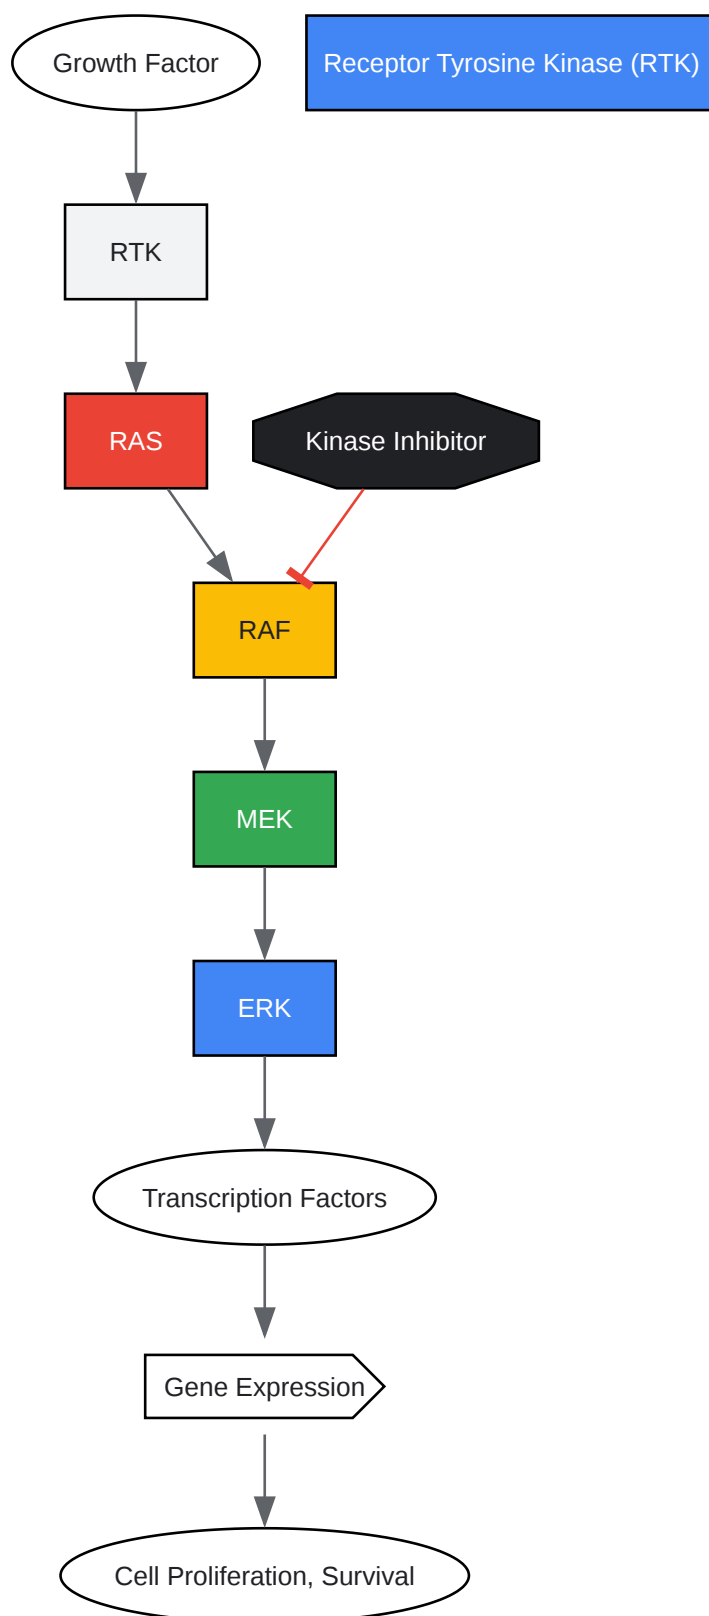 Growth Factor
Receptor Tyrosine Kinase (RTK)
RTK
RAS
Kinase Inhibitor
RAF
MEK
ERK
Transcription Factors
Gene Expression
Cell Proliferation, Survival